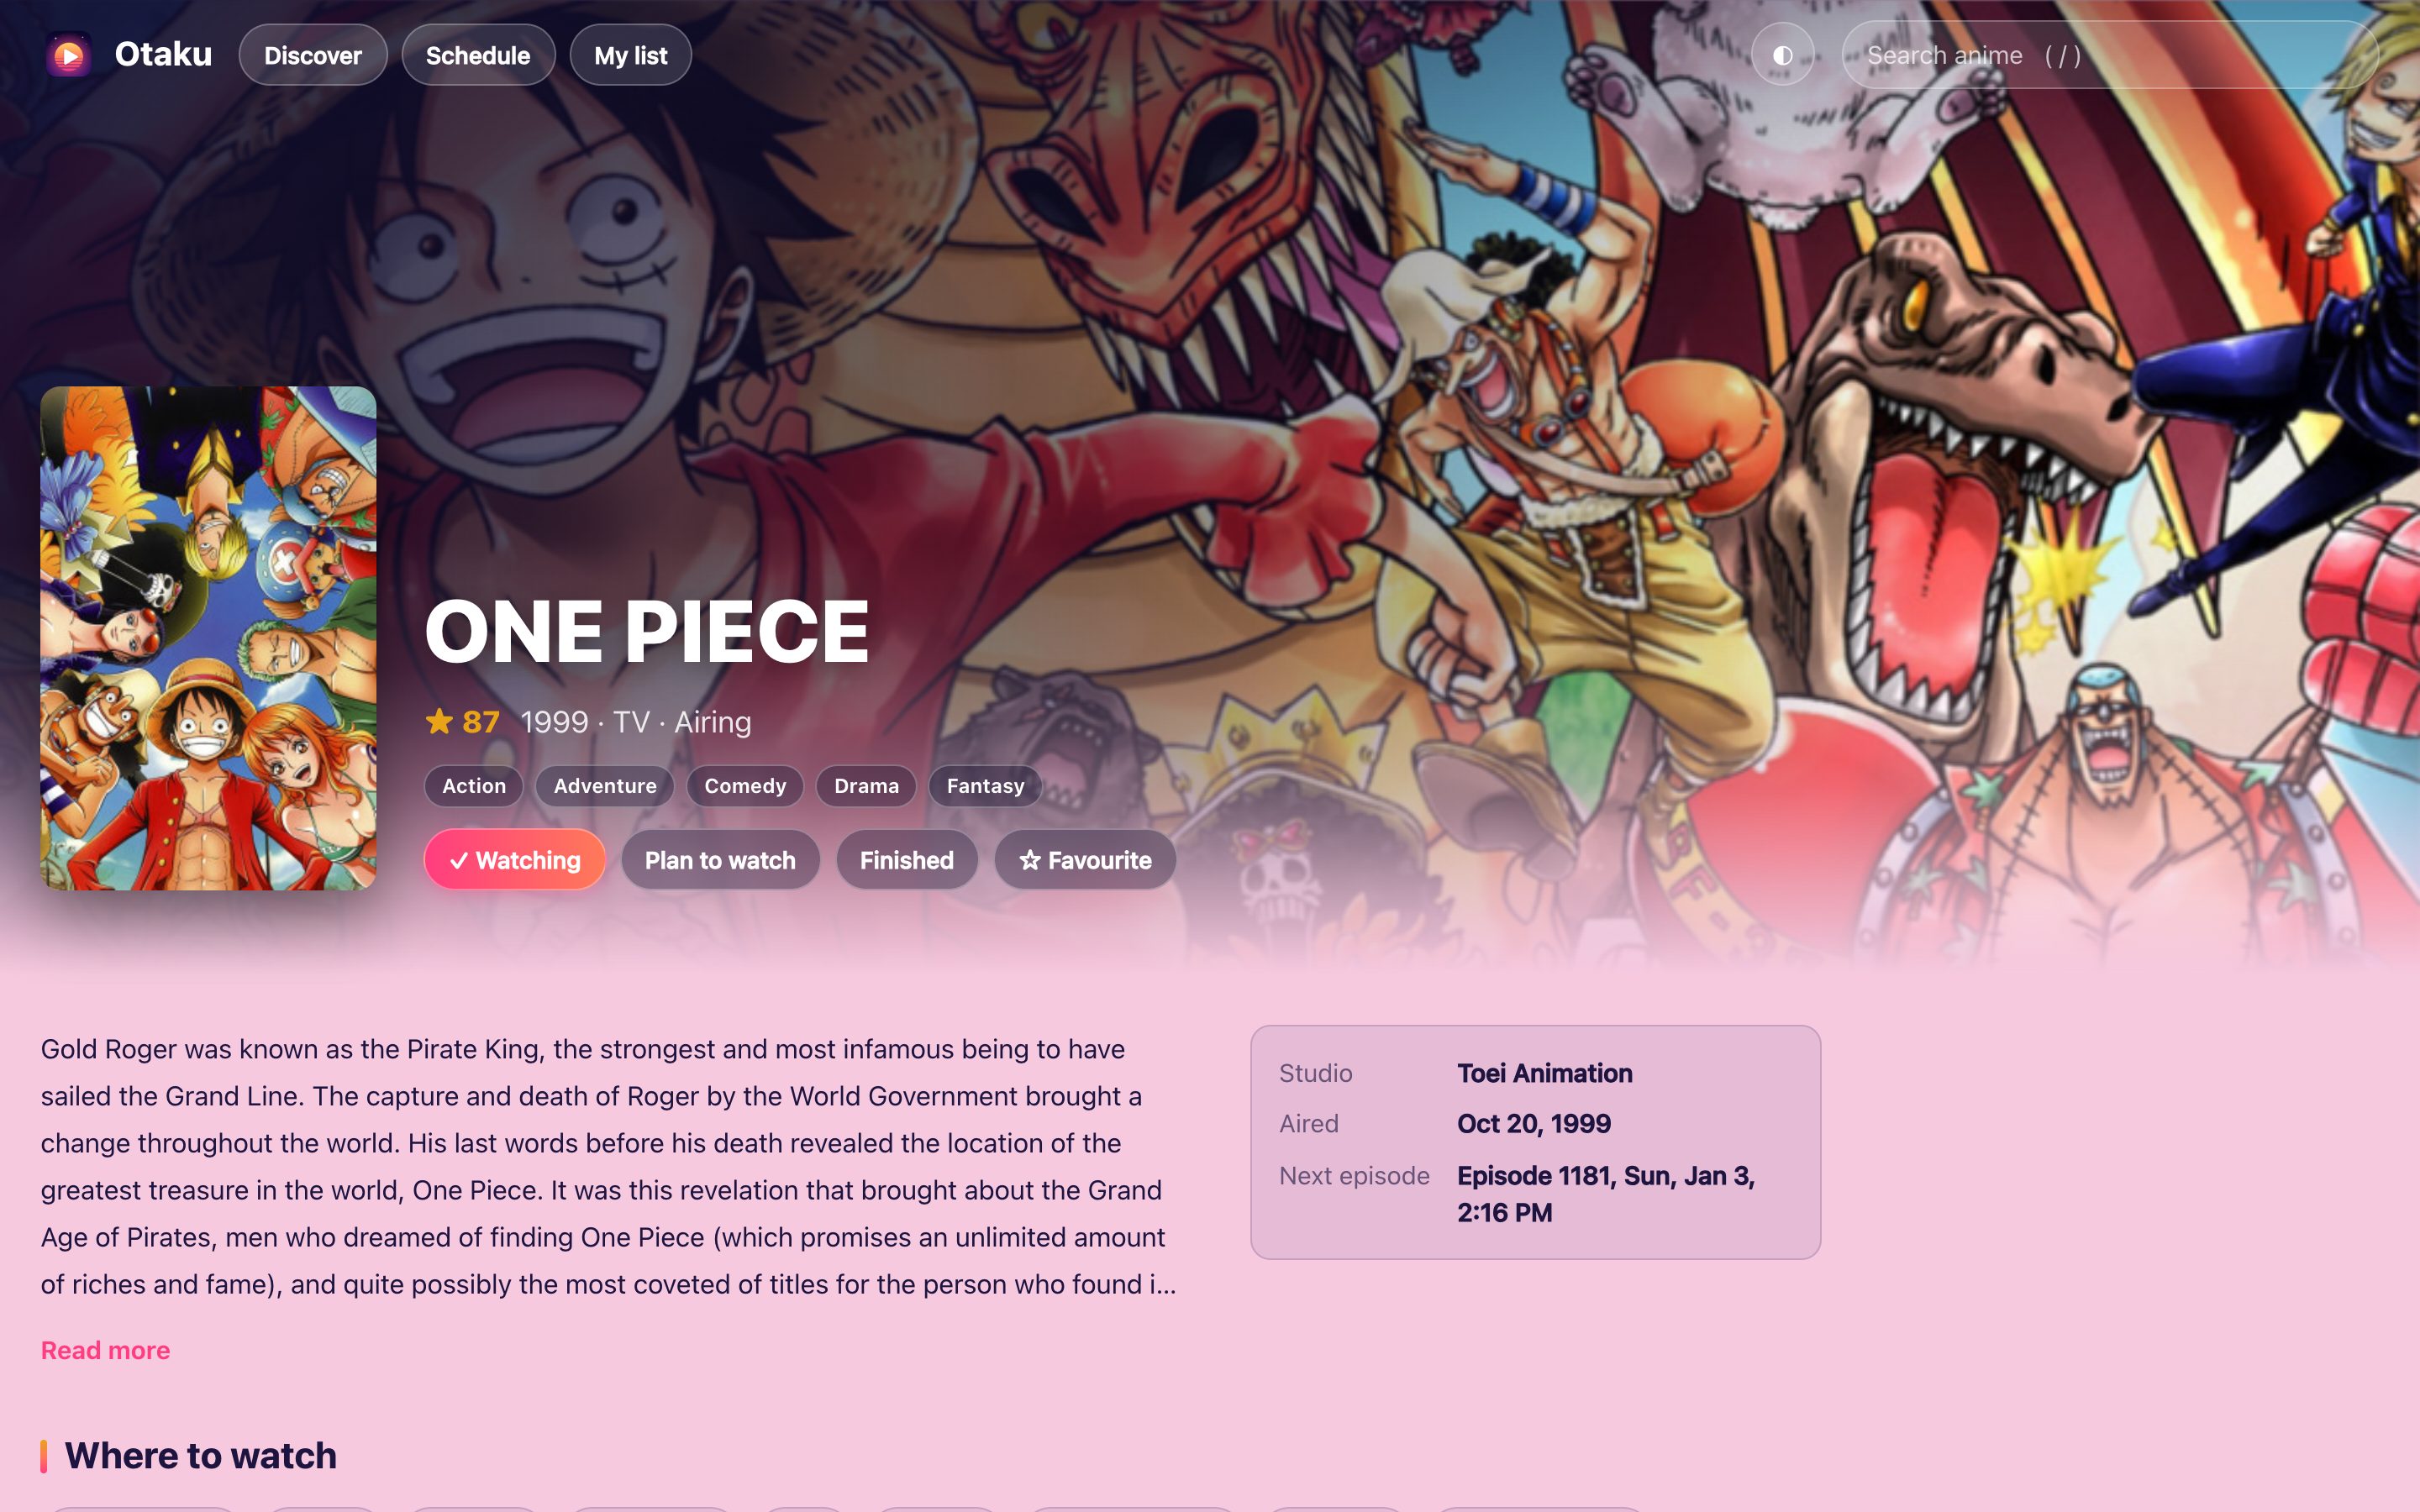 Otaku
Discover
Schedule
My list
Search anime (/)
ONE PIECE
★ 87 1999 · TV · Airing
Action
Adventure
Comedy
Drama
Fantasy
✓ Watching
Plan to watch
Finished
☆ Favourite
Gold Roger was known as the Pirate King, the strongest and most infamous being to have
sailed the Grand Line. The capture and death of Roger by the World Government brought a
change throughout the world. His last words before his death revealed the location of the
greatest treasure in the world, One Piece. It was this revelation that brought about the Grand
Age of Pirates, men who dreamed of finding One Piece (which promises an unlimited amount
of riches and fame), and quite possibly the most coveted of titles for the person who found i...
Read more
Studio Toei Animation
Aired Oct 20, 1999
Next episode Episode 1181, Sun, Jan 3,
2:16 PM
Where to watch